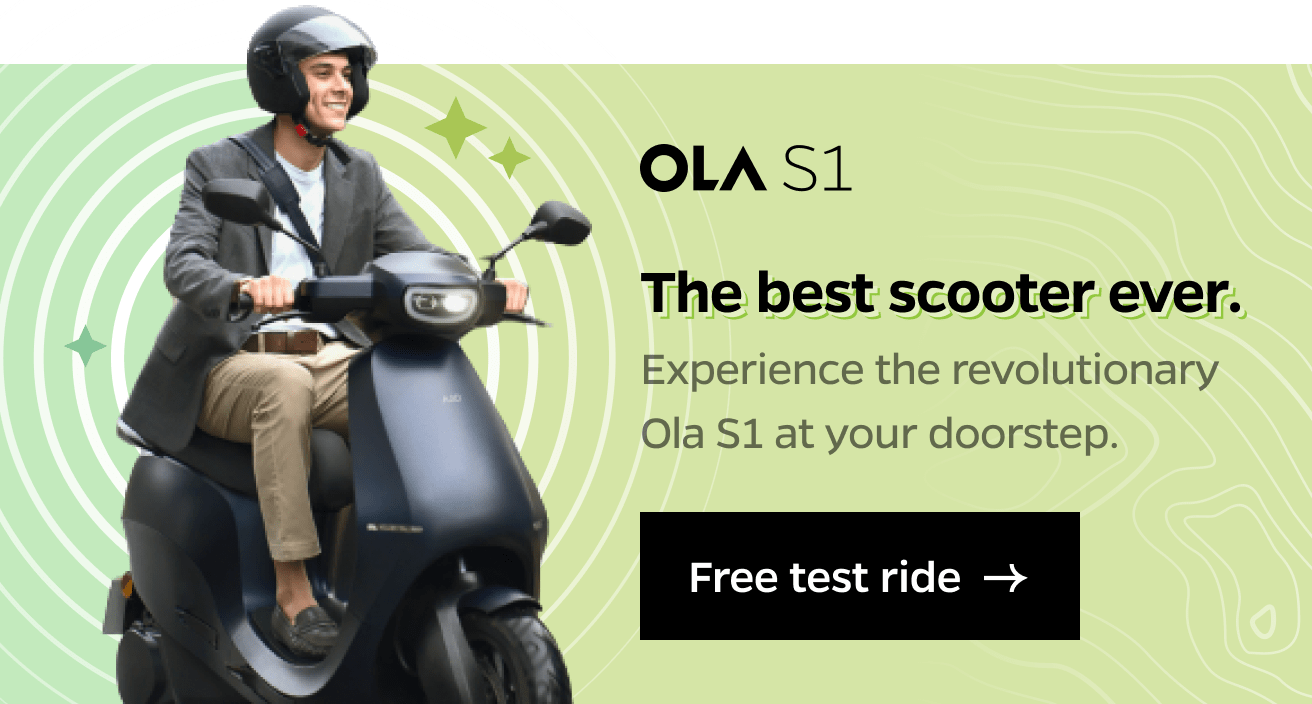 OLA S1
The best scooter ever.
Experience the revolutionary
Ola S1 at your doorstep.
Free test ride →